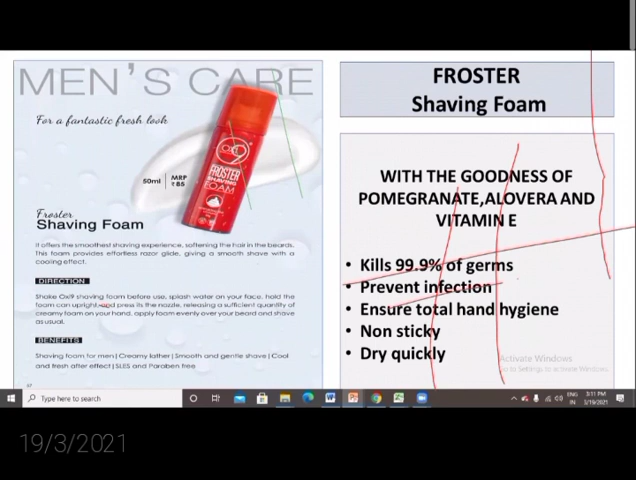 MEN'S CARE
For a fantastic fresh look
50ml
MRP
₹85
OX9
FROSTER
SHAVING
FOAM
Froster
Shaving Foam
It offers the smoothest shaving experience, softening the hair in the beards.
This foam provides effortless razor glide, giving a smooth shave with a
cooling effect.
DIRECTION
Shake Ox9 shaving foam before use, splash water on your face, hold the
foam can upright, and press its the nozzle, releasing a sufficient quantity of
creamy foam on your hand, apply foam evenly over your beard and shave
as usual.
BENEFITS
Shaving foam for men | Creamy lather | Smooth and gentle shave | Cool
and fresh after effect | SLES and Paraben free
FROSTER
Shaving Foam
WITH THE GOODNESS OF
POMEGRANATE,ALOVERA AND
VITAMIN E
• Kills 99.9% of germs
• Prevent infection
• Ensure total hand hygiene
• Non sticky
• Dry quickly
Activate Windows
Go to Settings to activate Windows.
Type here to search
ENG
IN
3:11 PM
3/19/2021
19/3/2021